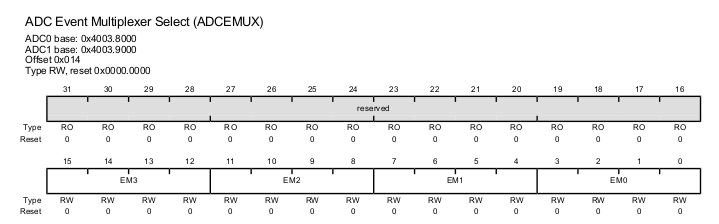 ADC Event Multiplexer Select (ADCEMUX)
ADC0 base: 0x4003.8000
ADC1 base: 0x4003.9000
Offset 0x014
Type RW, reset 0x0000.0000
31 30 29 28 27 26 25 24 23 22 21 20 19 18 17 16
reserved
Type RO RO RO RO RO RO RO RO RO RO RO RO RO RO RO RO
Reset 0 0 0 0 0 0 0 0 0 0 0 0 0 0 0 0
15 14 13 12 11 10 9 8 7 6 5 4 3 2 1 0
EM3 EM2 EM1 EM0
Type RW RW RW RW RW RW RW RW RW RW RW RW RW RW RW RW
Reset 0 0 0 0 0 0 0 0 0 0 0 0 0 0 0 0